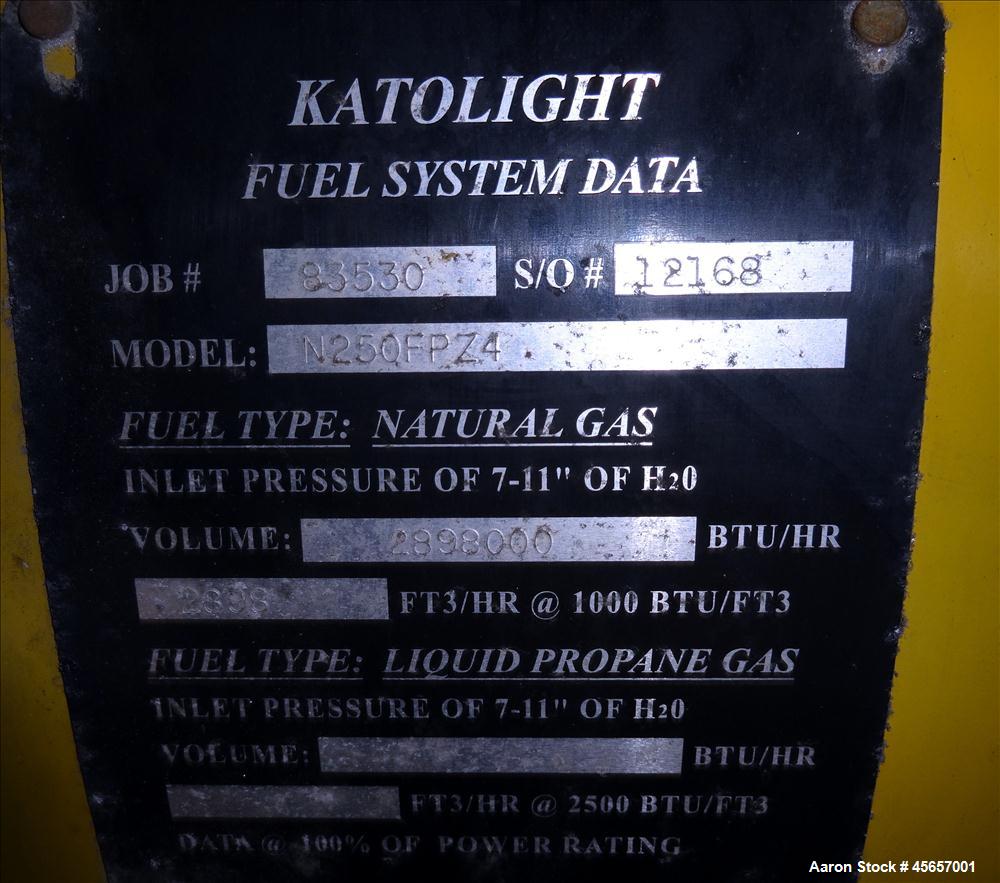 KATOLIGHT
FUEL SYSTEM DATA
JOB # 83530 S/O # 12168
MODEL: N250FPZ4
FUEL TYPE: NATURAL GAS
INLET PRESSURE OF 7-11" OF H20
VOLUME: 2898000 BTU/HR
2898 FT3/HR @ 1000 BTU/FT3
FUEL TYPE: LIQUID PROPANE GAS
INLET PRESSURE OF 7-11" OF H20
VOLUME: BTU/HR
FT3/HR @ 2500 BTU/FT3
DATA @ 100% OF POWER RATING
Aaron Stock # 45657001